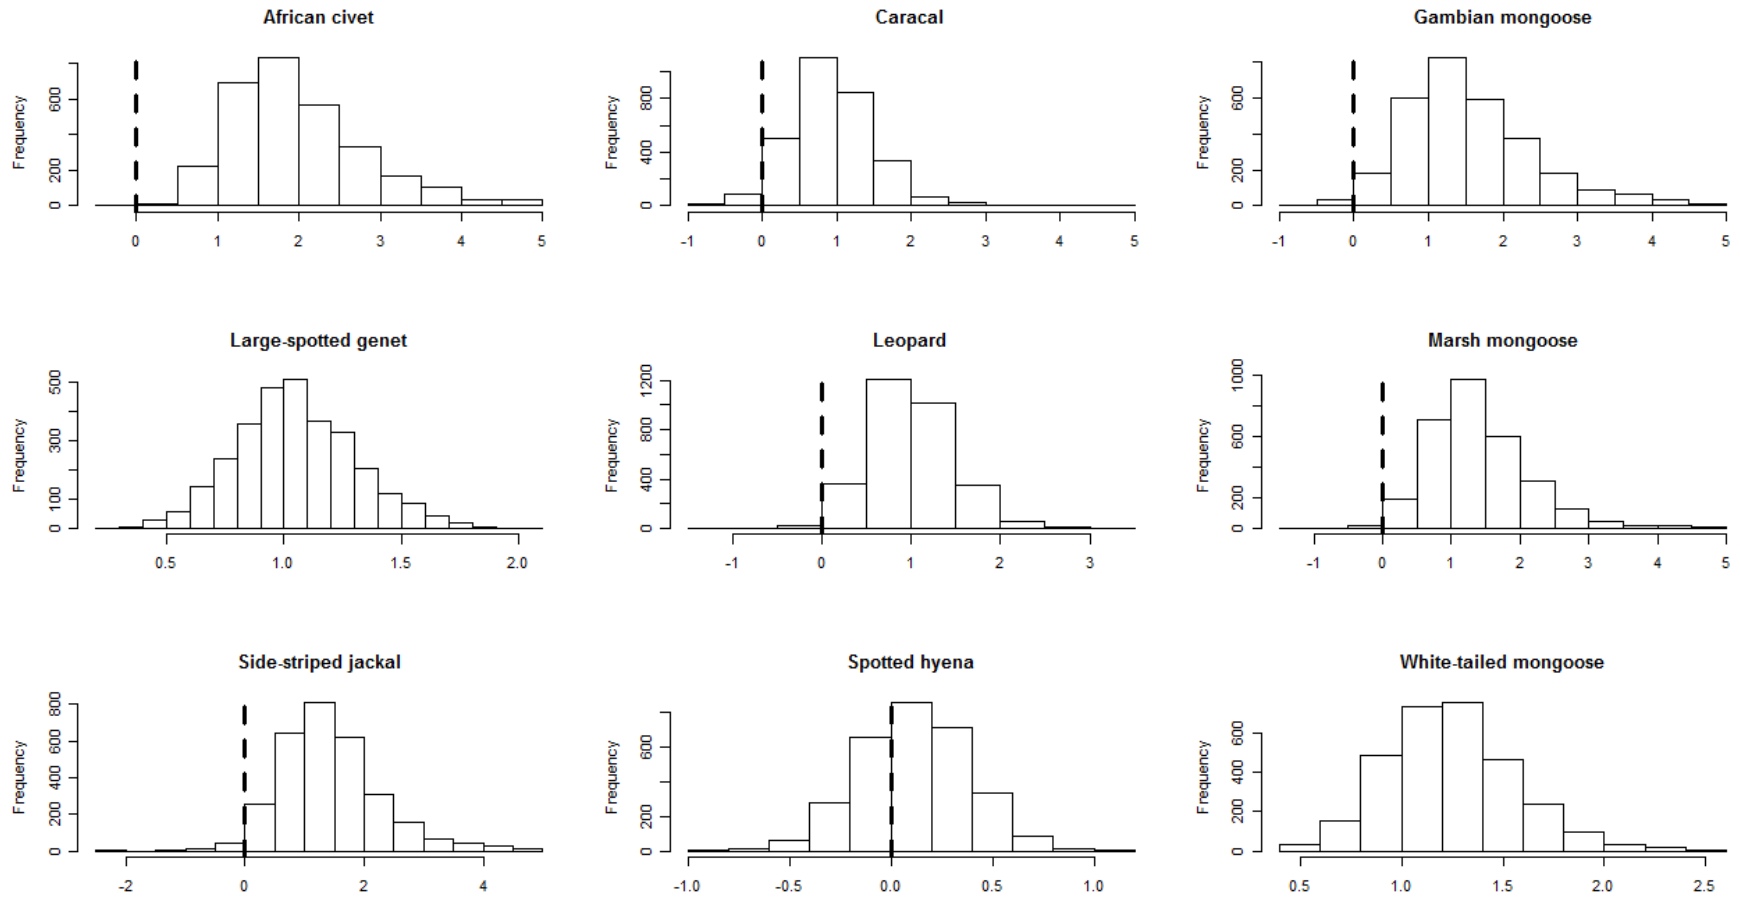 African civet
Frequency
0 200 600
0 1 2 3 4 5
Caracal
Frequency
0 400 800
-1 0 1 2 3 4 5
Gambian mongoose
Frequency
0 200 600
-1 0 1 2 3 4 5
Large-spotted genet
Frequency
0 100 300 500
0.5 1.0 1.5 2.0
Leopard
Frequency
0 400 800 1200
-1 0 1 2 3
Marsh mongoose
Frequency
0 200 600 1000
-1 0 1 2 3 4 5
Side-striped jackal
Frequency
0 200 400 600 800
-2 0 2 4
Spotted hyena
Frequency
0 200 600
-1.0 -0.5 0.0 0.5 1.0
White-tailed mongoose
Frequency
0 200 400 600
0.5 1.0 1.5 2.0 2.5